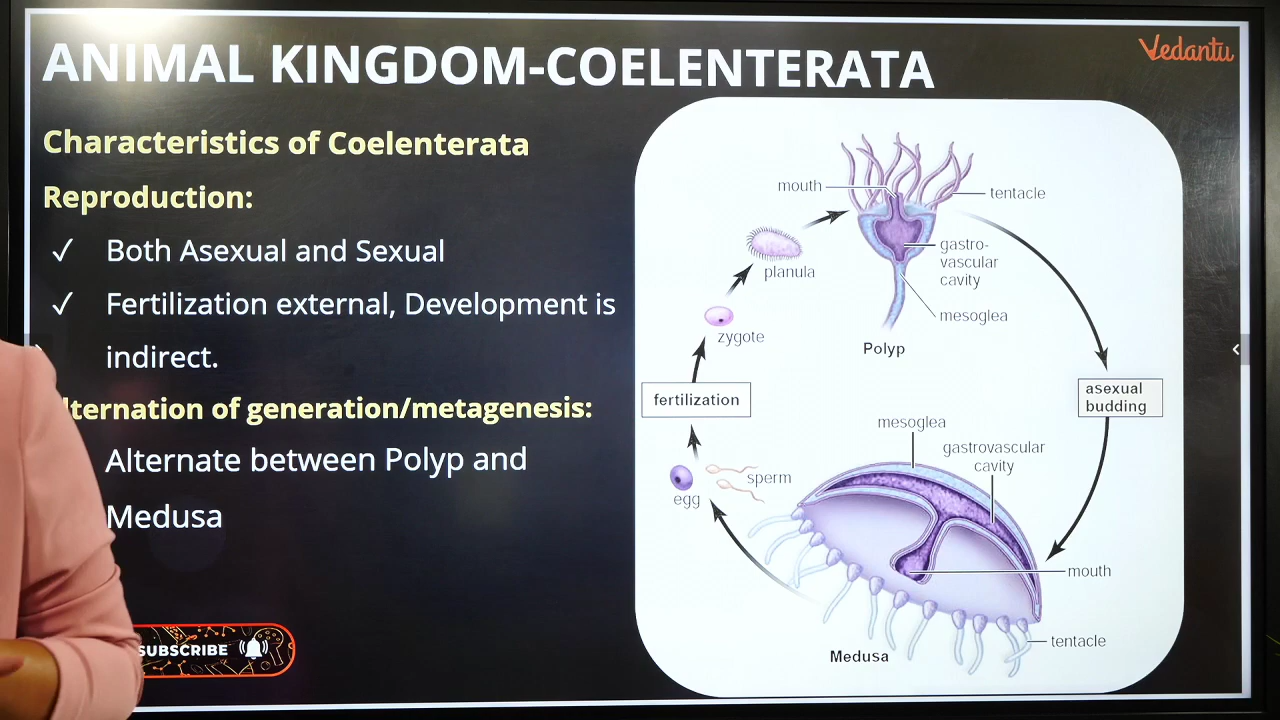 ANIMAL KINGDOM-COELENTERATA
Vedantu
Characteristics of Coelenterata
Reproduction:
✓ Both Asexual and Sexual
✓ Fertilization external, Development is
indirect.
lternation of generation/metagenesis:
Alternate between Polyp and
Medusa
SUBSCRIBE
mouth
tentacle
gastro-
vascular
cavity
mesoglea
Polyp
planula
zygote
fertilization
asexual
budding
egg
sperm
mesoglea
gastrovascular
cavity
mouth
tentacle
Medusa